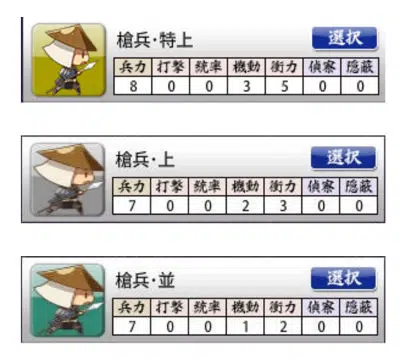 槍兵・特上 選択
兵力 打撃 統率 機動 衝力 偵察 隠蔽
8 0 0 3 5 0 0
槍兵・上 選択
兵力 打撃 統率 機動 衝力 偵察 隠蔽
7 0 0 2 3 0 0
槍兵・並 選択
兵力 打撃 統率 機動 衝力 偵察 隠蔽
7 0 0 1 2 0 0